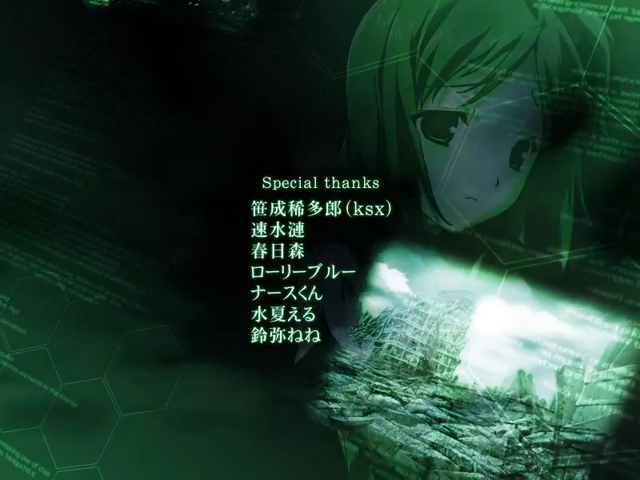 Special thanks
笹成稀多郎(ksx)
速水漣
春日森
ローリーブルー
ナースくん
水夏える
鈴弥ねね